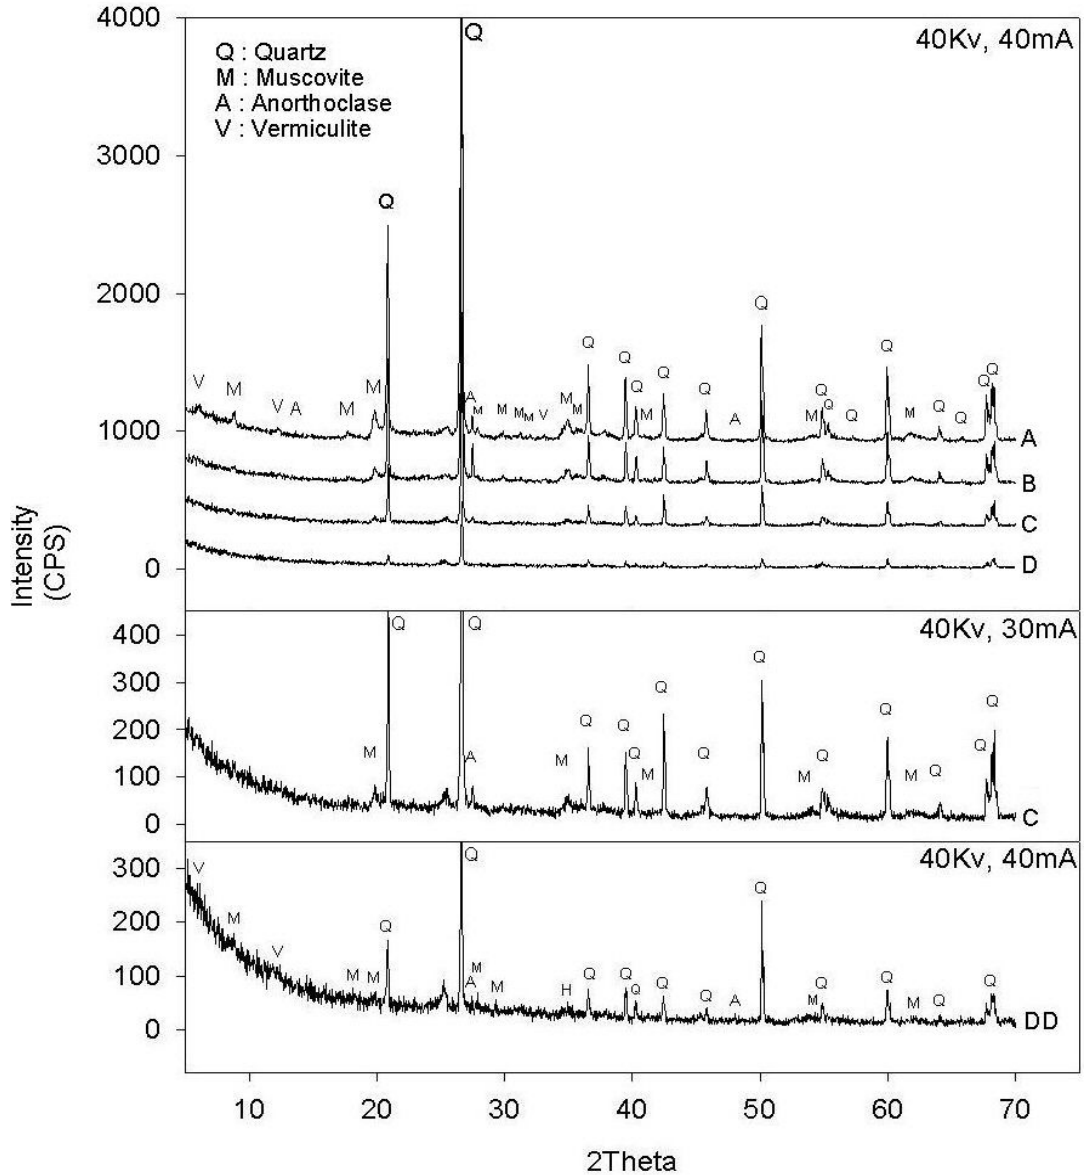 4000
Q
40Kv, 40mA
Q : Quartz
M : Muscovite
A : Anorthoclase
V : Vermiculite
3000
Q
2000
Q
Q Q Q Q Q Q Q
V M V A M M A M M M M V M M Q M Q A M Q Q M Q Q Q Q
1000
A
B
C
0
D
Intensity
(CPS)
40Kv, 30mA
400
Q Q
300
Q Q Q Q
200
Q Q Q
M A M Q M Q M Q M Q
100
0
C
40Kv, 40mA
300
V Q
Q
200
M Q
V
M M A M M H Q Q Q Q Q A M Q Q M Q Q
100
0
DD
10 20 30 40 50 60 70
2Theta